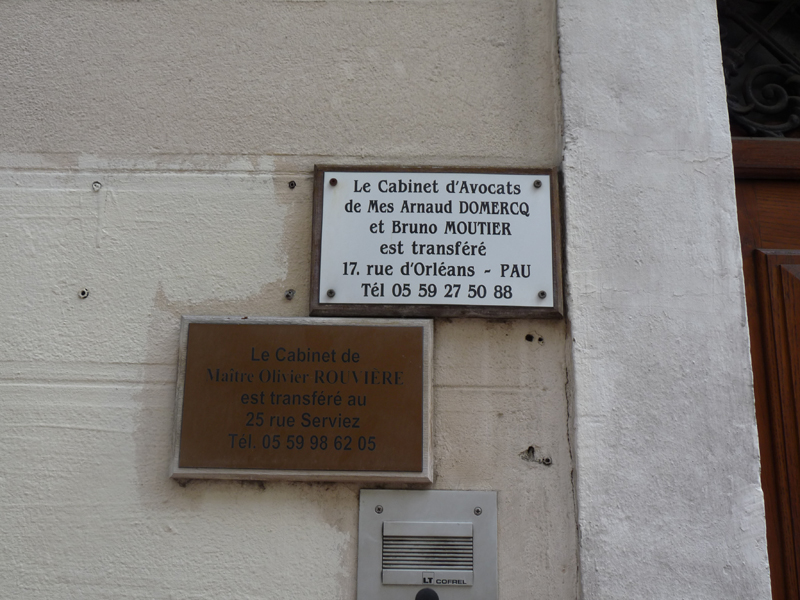 Le Cabinet d'Avocats
de Mes Arnaud DOMERCQ
et Bruno MOUTIER
est transféré
17. rue d'Orléans - PAU
Tél 05 59 27 50 88
Le Cabinet de
Maître Olivier ROUVIÈRE
est transféré au
25 rue Serviez
Tél. 05 59 98 62 05
LT COFREL